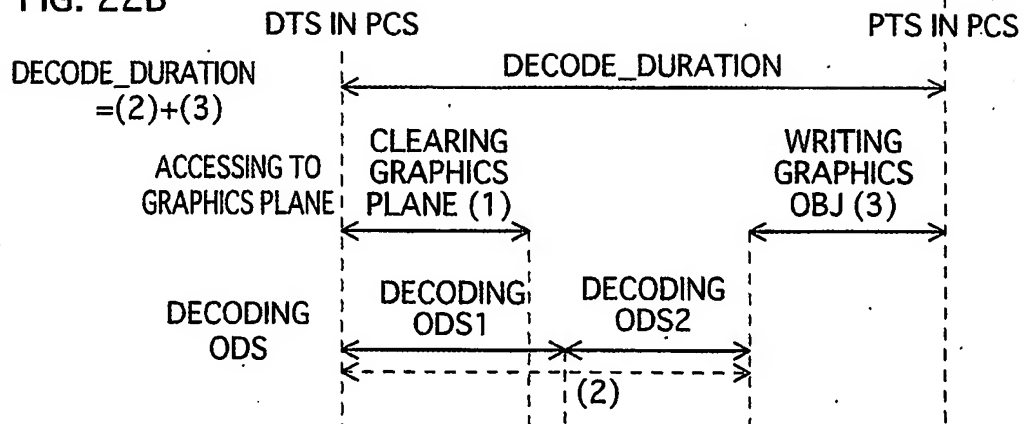 FIG. 22B
DTS IN PCS
PTS IN PCS
DECODE_DURATION
=(2)+(3)
DECODE_DURATION
ACCESSING TO
GRAPHICS PLANE
CLEARING
GRAPHICS
PLANE (1)
WRITING
GRAPHICS
OBJ (3)
DECODING
ODS
DECODING
ODS1
DECODING
ODS2
(2)